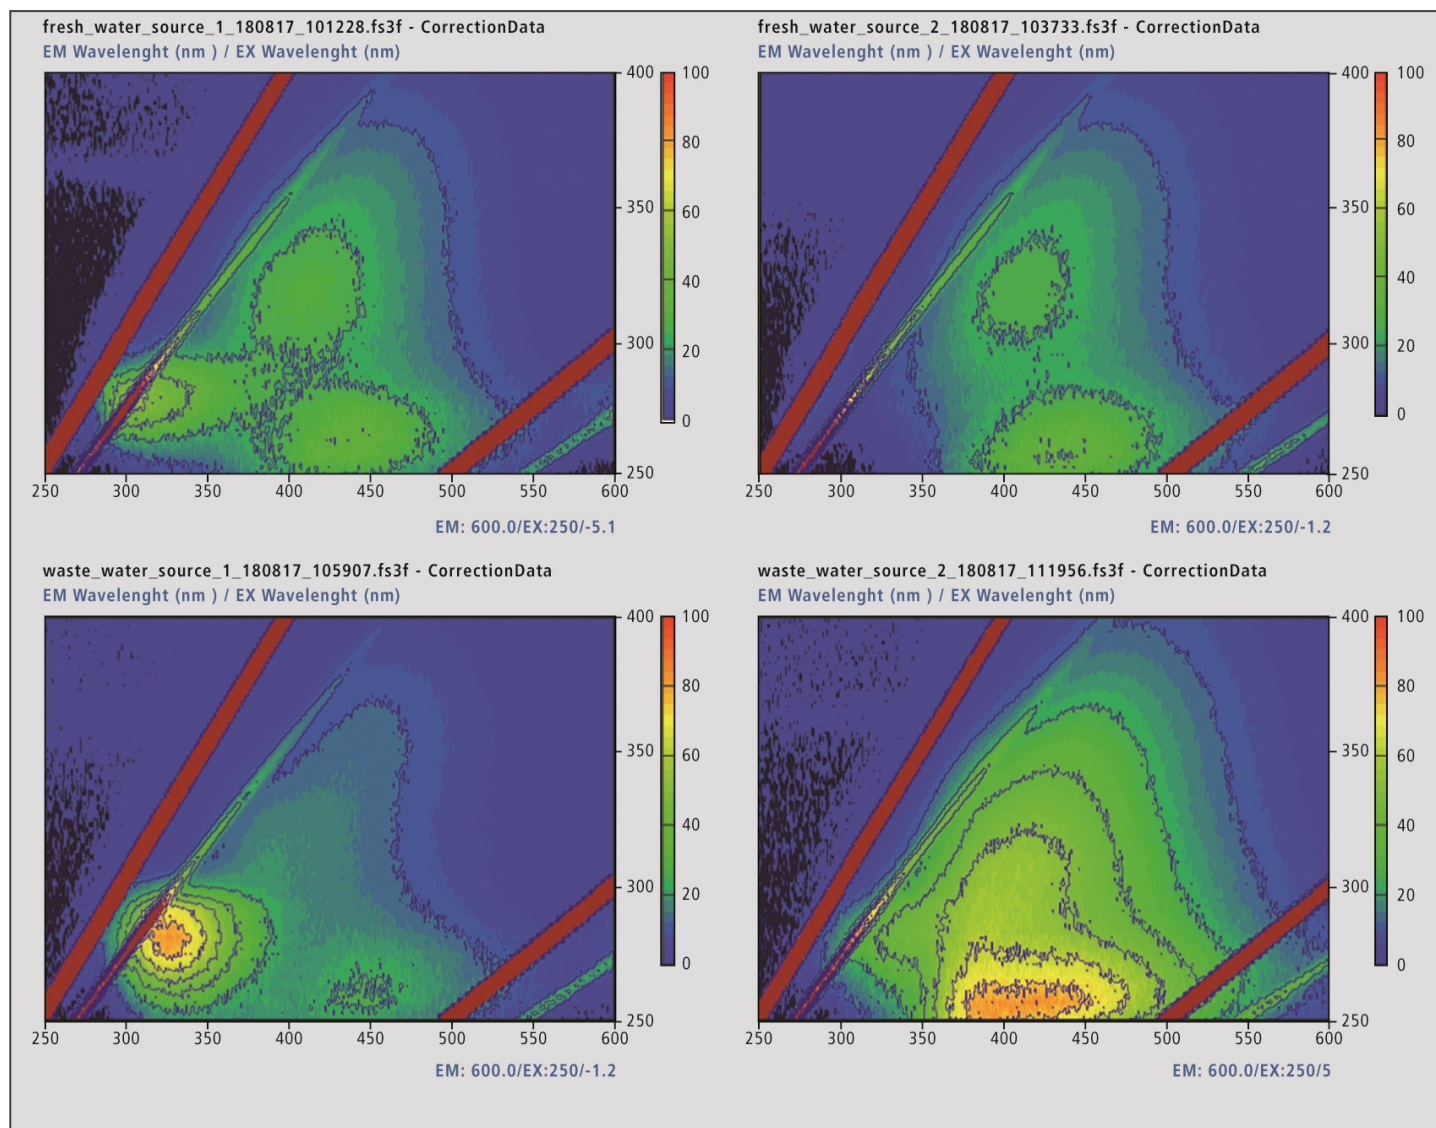 fresh_water_source_1_180817_101228.fs3f - CorrectionData
EM Wavelenght (nm ) / EX Wavelenght (nm)
400 100
80
350
60
40
300
20
0
250
250 300 350 400 450 500 550 600
EM: 600.0/EX:250/-5.1
fresh_water_source_2_180817_103733.fs3f - CorrectionData
EM Wavelenght (nm ) / EX Wavelenght (nm)
400 100
80
350
60
40
300
20
0
250
250 300 350 400 450 500 550 600
EM: 600.0/EX:250/-1.2
waste_water_source_1_180817_105907.fs3f - CorrectionData
EM Wavelenght (nm ) / EX Wavelenght (nm)
400 100
80
350
60
40
300
20
0
250
250 300 350 400 450 500 550 600
EM: 600.0/EX:250/-1.2
waste_water_source_2_180817_111956.fs3f - CorrectionData
EM Wavelenght (nm ) / EX Wavelenght (nm)
400 100
80
350
60
40
300
20
0
250
250 300 350 400 450 500 550 600
EM: 600.0/EX:250/5